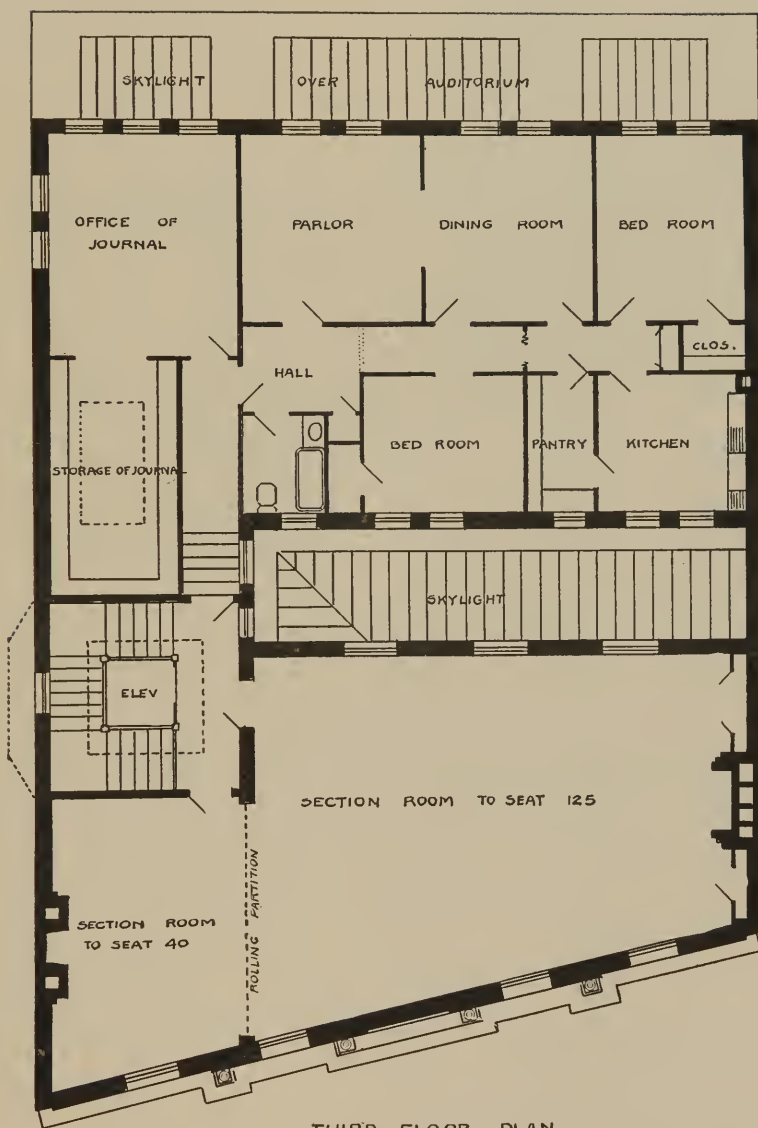 SKYLIGHT OVER AUDITORIUM
OFFICE OF
JOURNAL
PARLOR
DINING ROOM
BED ROOM
CLOS.
HALL
BED ROOM
PANTRY
KITCHEN
STORAGE OF JOURNAL
SKYLIGHT
ELEV
SECTION ROOM TO SEAT 125
ROLLING PARTITION
SECTION ROOM
TO SEAT 40
THIRD FLOOR PLAN